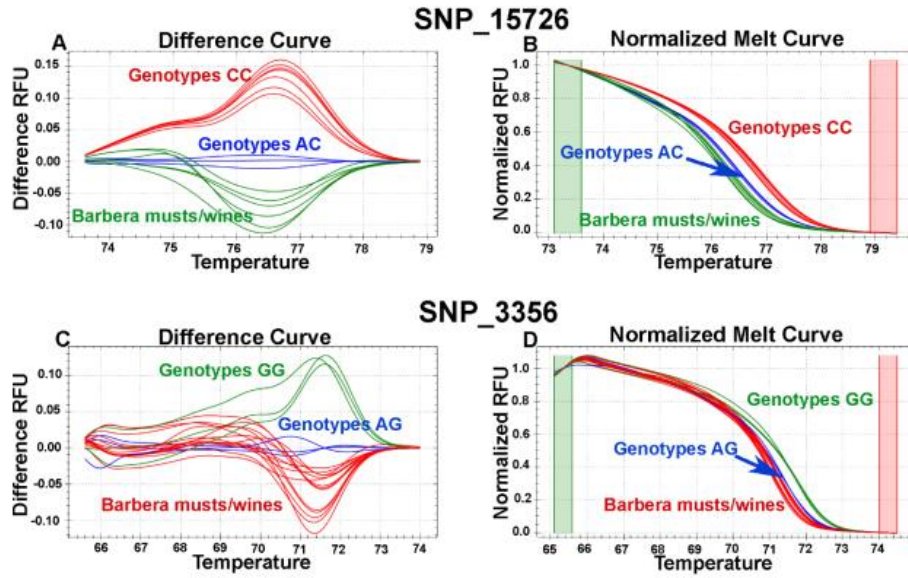 SNP_15726
A Difference Curve
Difference RFU
0.15
0.10
0.05
0.00
-0.05
-0.10
Genotypes CC
Genotypes AC
Barbera musts/wines
74 75 76 77 78 79
Temperature
B Normalized Melt Curve
Normalized RFU
1.0
0.8
0.6
0.4
0.2
0.0
Genotypes CC
Genotypes AC
Barbera musts/wines
73 74 75 76 77 78 79
Temperature
SNP_3356
C Difference Curve
Difference RFU
0.10
0.05
0.00
-0.05
-0.10
Genotypes GG
Genotypes AG
Barbera musts/wines
66 67 68 69 70 71 72 73 74
Temperature
D Normalized Melt Curve
Normalized RFU
1.0
0.8
0.6
0.4
0.2
0.0
Genotypes GG
Genotypes AG
Barbera musts/wines
65 66 67 68 69 70 71 72 73 74
Temperature